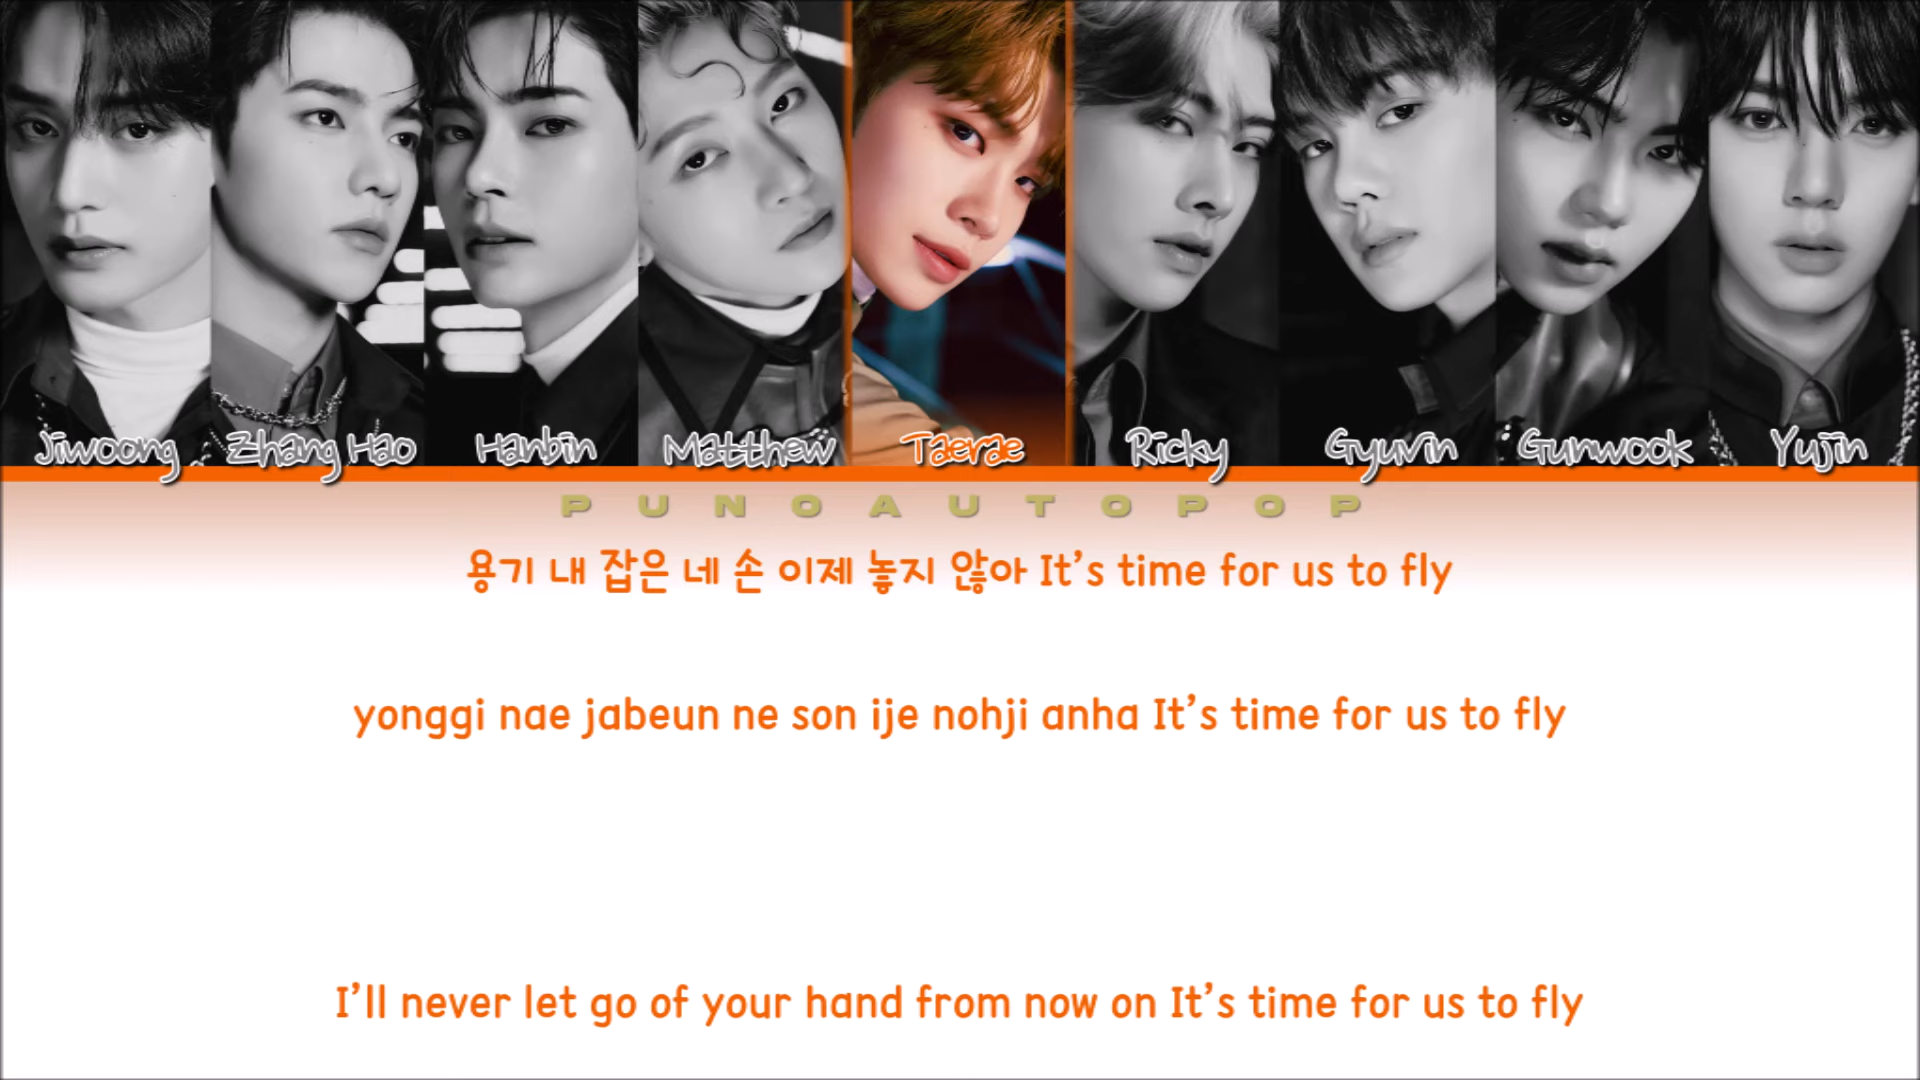 Jiwoong Zhang Hao Hanbin Matthew Taerae Ricky Gyuvin Gunwook Yujin
PUNOAUTOPOP
용기 내 잡은 네 손 이제 놓지 않아 It's time for us to fly
yonggi nae jabeun ne son ije nohji anha It's time for us to fly
I'll never let go of your hand from now on It's time for us to fly